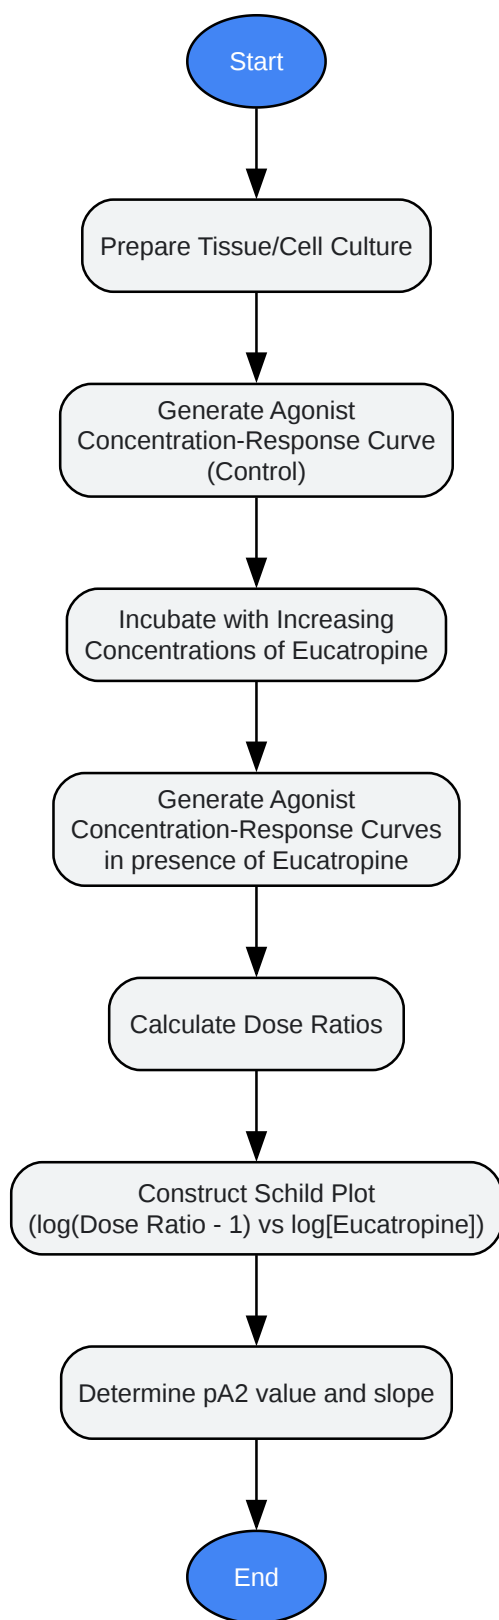 Start
Prepare Tissue/Cell Culture
Generate Agonist
Concentration-Response Curve
(Control)
Incubate with Increasing
Concentrations of Eucatropine
Generate Agonist
Concentration-Response Curves
in presence of Eucatropine
Calculate Dose Ratios
Construct Schild Plot
(log(Dose Ratio - 1) vs log[Eucatropine])
Determine pA2 value and slope
End